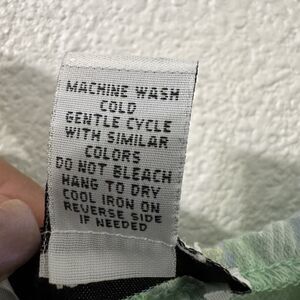 MACHINE WASH
COLD
GENTLE CYCLE
WITH SIMILAR
COLORS
DO NOT BLEACH
HANG TO DRY
COOL IRON ON
REVERSE SIDE
IF NEEDED